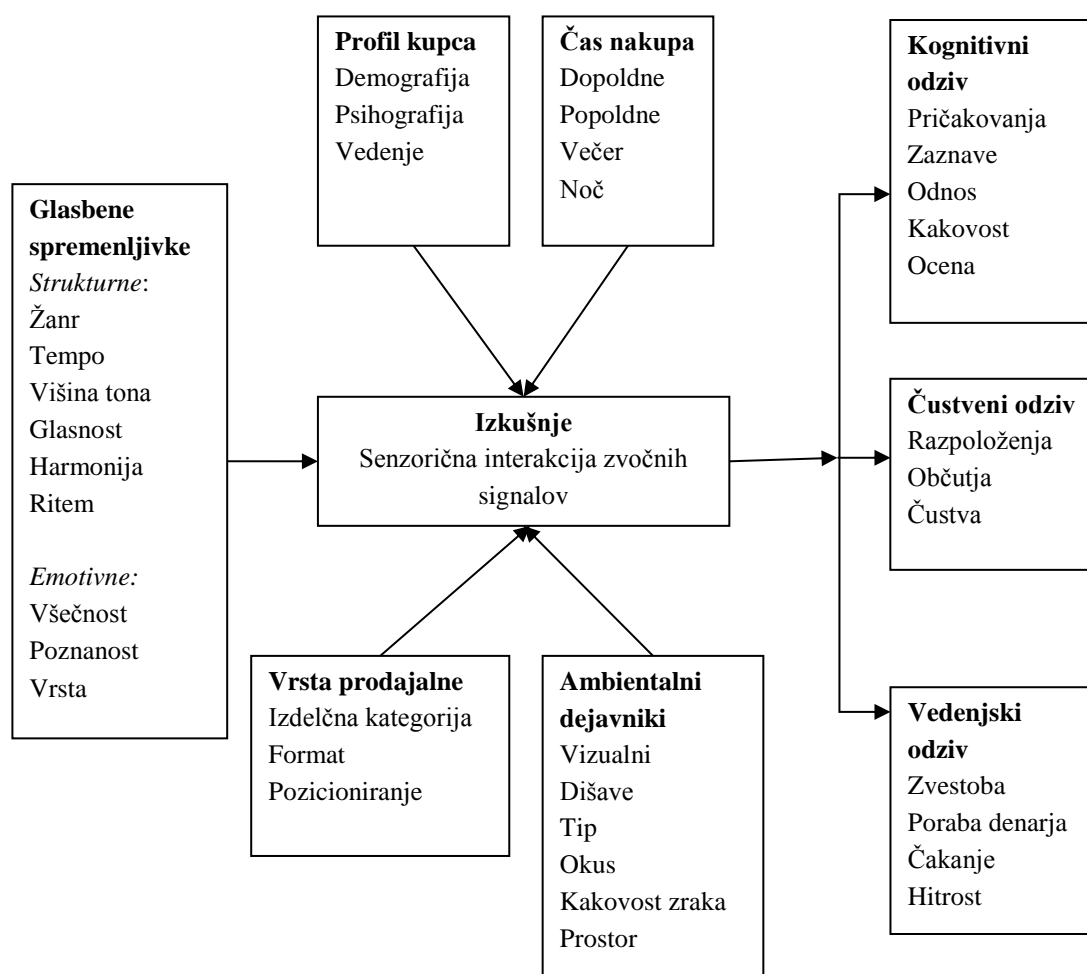 Profil kupca
Demografija
Psihografija
Vedenje
Čas nakupa
Dopoldne
Popoldne
Večer
Noč
Kognitivni
odziv
Pričakovanja
Zaznave
Odnos
Kakovost
Ocena
Glasbene
spremenljivke
Strukturne:
Žanr
Tempo
Višina tona
Glasnost
Harmonija
Ritem
Emotivne:
Všečnost
Poznanost
Vrsta
Izkušnje
Senzorična interakcija zvočnih
signalov
Čustveni odziv
Razpoloženja
Občutja
Čustva
Vrsta prodajalne
Izdelčna kategorija
Format
Pozicioniranje
Ambientalni
dejavniki
Vizualni
Dišave
Tip
Okus
Kakovost zraka
Prostor
Vedenjski
odziv
Zvestoba
Poraba denarja
Čakanje
Hitrost